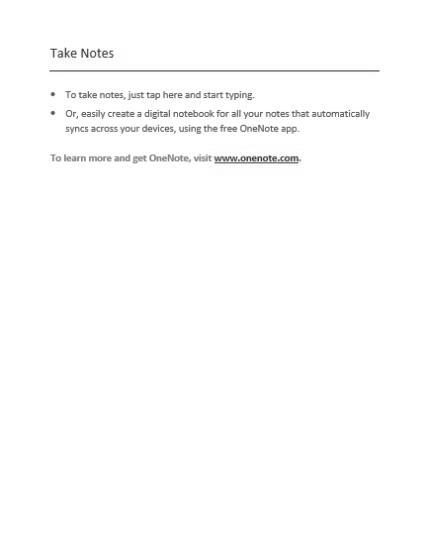 Take Notes
• To take notes, just tap here and start typing.
• Or, easily create a digital notebook for all your notes that automatically
syncs across your devices, using the free OneNote app.
To learn more and get OneNote, visit www.onenote.com.